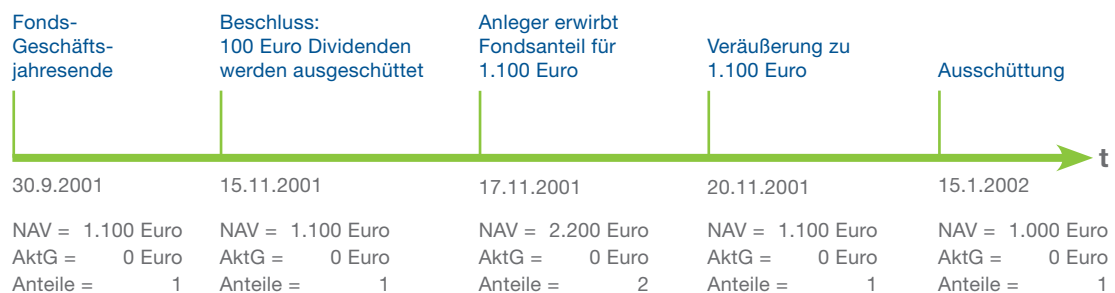 Fonds-
Geschäfts-
jahresende
Beschluss:
100 Euro Dividenden
werden ausgeschüttet
Anleger erwirbt
Fondsanteil für
1.100 Euro
Veräußerung zu
1.100 Euro
Ausschüttung
t
30.9.2001
15.11.2001
17.11.2001
20.11.2001
15.1.2002
NAV = 1.100 Euro
AktG = 0 Euro
Anteile = 1
NAV = 1.100 Euro
AktG = 0 Euro
Anteile = 1
NAV = 2.200 Euro
AktG = 0 Euro
Anteile = 2
NAV = 1.100 Euro
AktG = 0 Euro
Anteile = 1
NAV = 1.000 Euro
AktG = 0 Euro
Anteile = 1